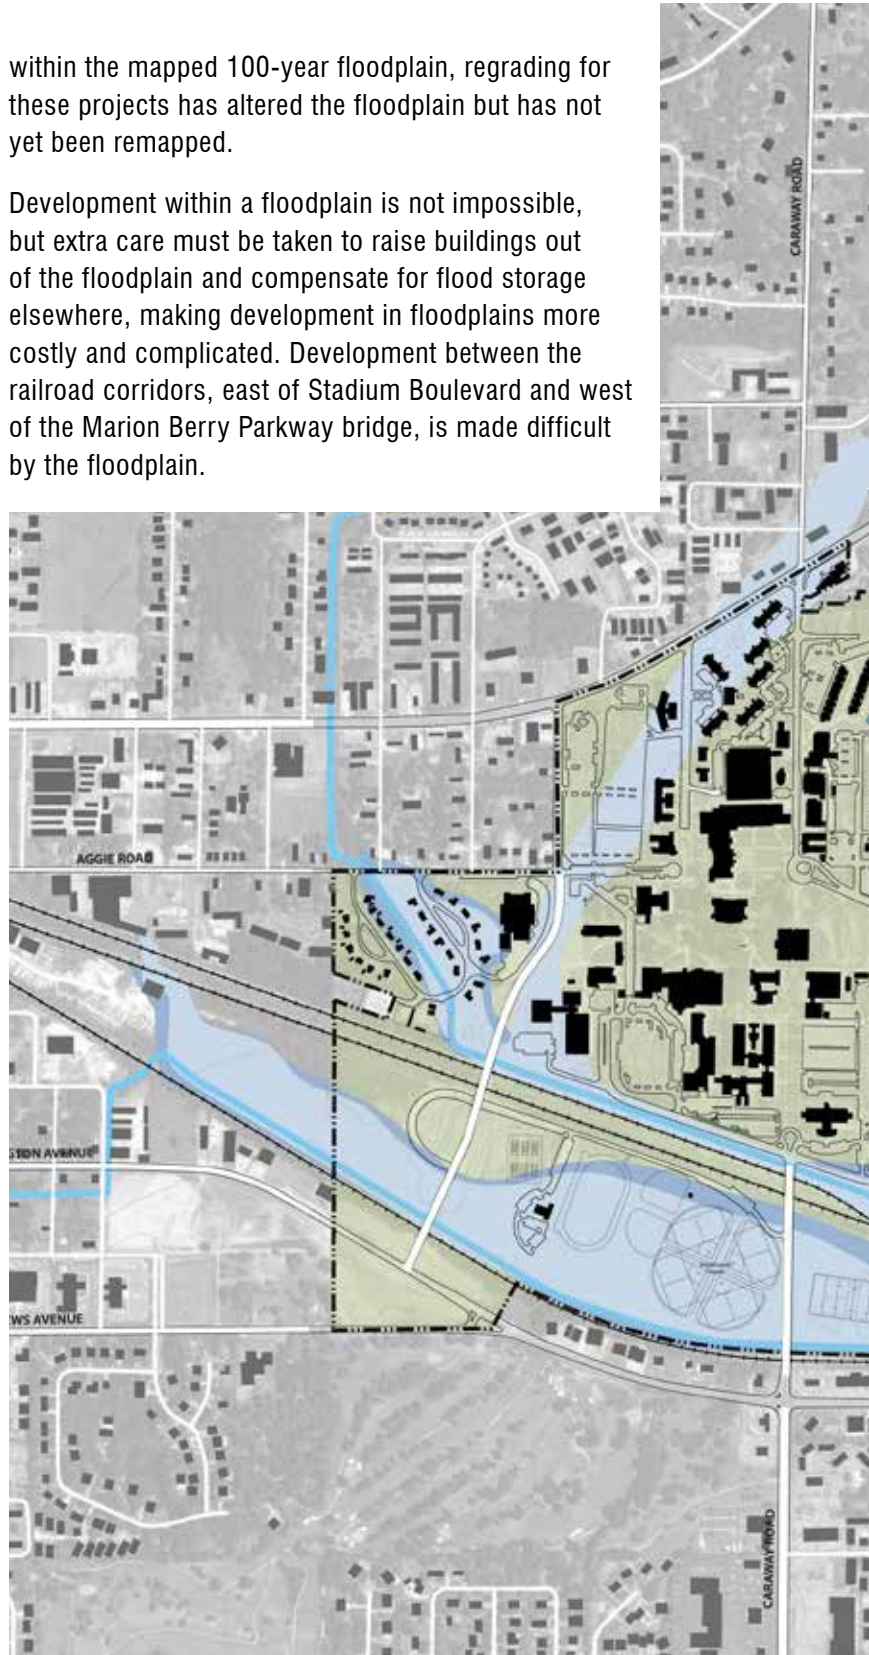 within the mapped 100-year floodplain, regrading for
these projects has altered the floodplain but has not
yet been remapped.
Development within a floodplain is not impossible,
but extra care must be taken to raise buildings out
of the floodplain and compensate for flood storage
elsewhere, making development in floodplains more
costly and complicated. Development between the
railroad corridors, east of Stadium Boulevard and west
of the Marion Berry Parkway bridge, is made difficult
by the floodplain.
CARAWAY ROAD
AGGIE ROAD
GTON AVENUE
WS AVENUE
CARAWAY ROAD